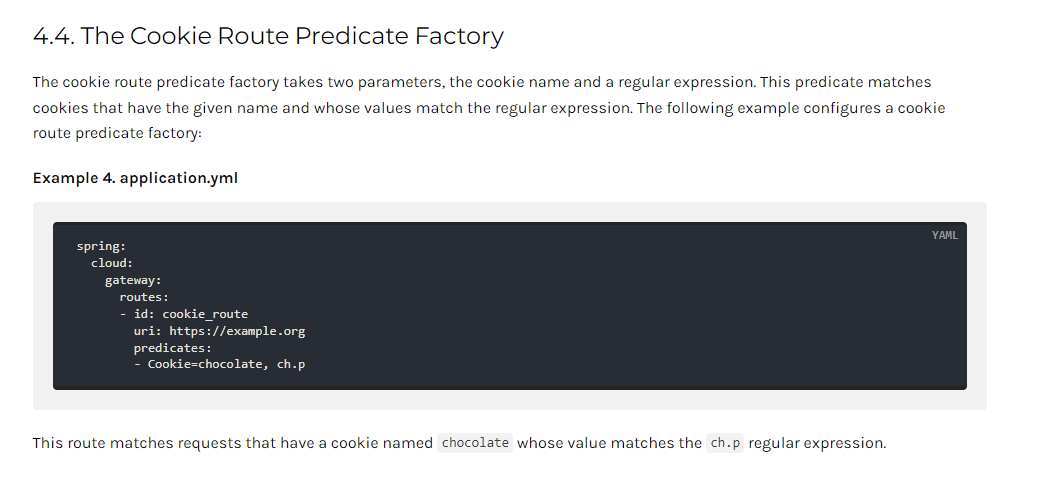 4.4. The Cookie Route Predicate Factory
The cookie route predicate factory takes two parameters, the cookie name and a regular expression. This predicate matches
cookies that have the given name and whose values match the regular expression. The following example configures a cookie
route predicate factory:
Example 4. application.yml
YAML
spring:
  cloud:
    gateway:
      routes:
      - id: cookie_route
        uri: https://example.org
        predicates:
        - Cookie=chocolate, ch.p
This route matches requests that have a cookie named chocolate whose value matches the ch.p regular expression.